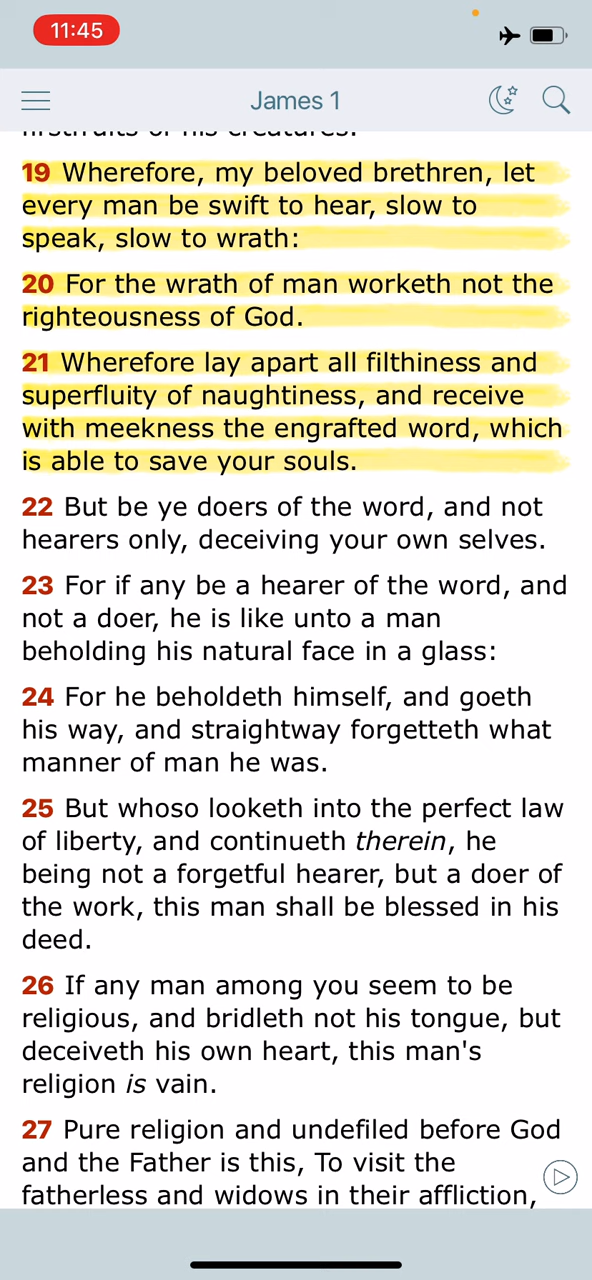 11:45
James 1
firstfruits of his creatures.
19 Wherefore, my beloved brethren, let
every man be swift to hear, slow to
speak, slow to wrath:
20 For the wrath of man worketh not the
righteousness of God.
21 Wherefore lay apart all filthiness and
superfluity of naughtiness, and receive
with meekness the engrafted word, which
is able to save your souls.
22 But be ye doers of the word, and not
hearers only, deceiving your own selves.
23 For if any be a hearer of the word, and
not a doer, he is like unto a man
beholding his natural face in a glass:
24 For he beholdeth himself, and goeth
his way, and straightway forgetteth what
manner of man he was.
25 But whoso looketh into the perfect law
of liberty, and continueth therein, he
being not a forgetful hearer, but a doer of
the work, this man shall be blessed in his
deed.
26 If any man among you seem to be
religious, and bridleth not his tongue, but
deceiveth his own heart, this man's
religion is vain.
27 Pure religion and undefiled before God
and the Father is this, To visit the
fatherless and widows in their affliction,